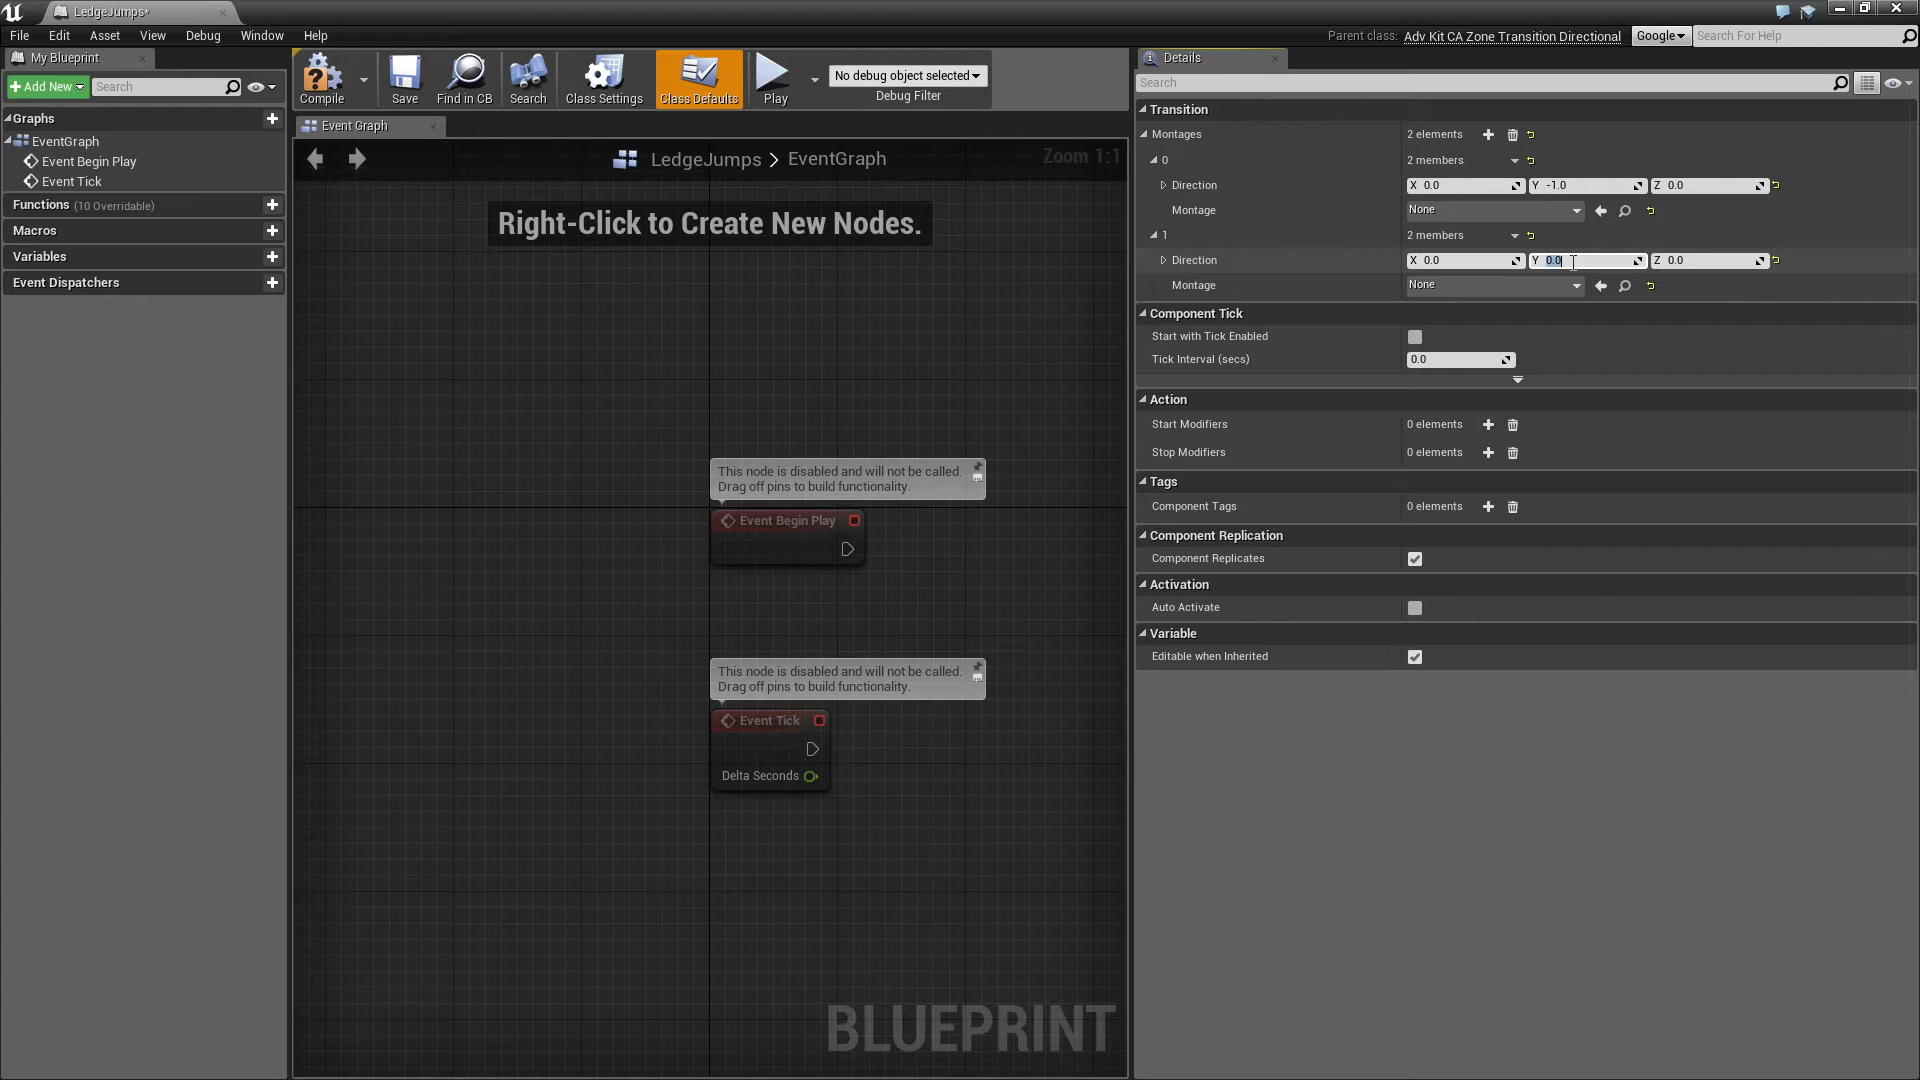 LedgeJumps*
File Edit Asset View Debug Window Help
Parent class: Adv Kit CA Zone Transition Directional Google Search For Help
My Blueprint
Add New Search
Graphs
EventGraph
Event Begin Play
Event Tick
Functions (10 Overridable)
Macros
Variables
Event Dispatchers
Compile Save Find in CB Search Class Settings Class Defaults Play
No debug object selected
Debug Filter
Event Graph
LedgeJumps > EventGraph
Zoom 1:1
Right-Click to Create New Nodes.
This node is disabled and will not be called.
Drag off pins to build functionality.
Event Begin Play
This node is disabled and will not be called.
Drag off pins to build functionality.
Event Tick
Delta Seconds
BLUEPRINT
Details
Search
Transition
Montages 2 elements
0 2 members
Direction X 0.0 Y -1.0 Z 0.0
Montage None
1 2 members
Direction X 0.0 Y 0.0 Z 0.0
Montage None
Component Tick
Start with Tick Enabled
Tick Interval (secs) 0.0
Action
Start Modifiers 0 elements
Stop Modifiers 0 elements
Tags
Component Tags 0 elements
Component Replication
Component Replicates
Activation
Auto Activate
Variable
Editable when Inherited